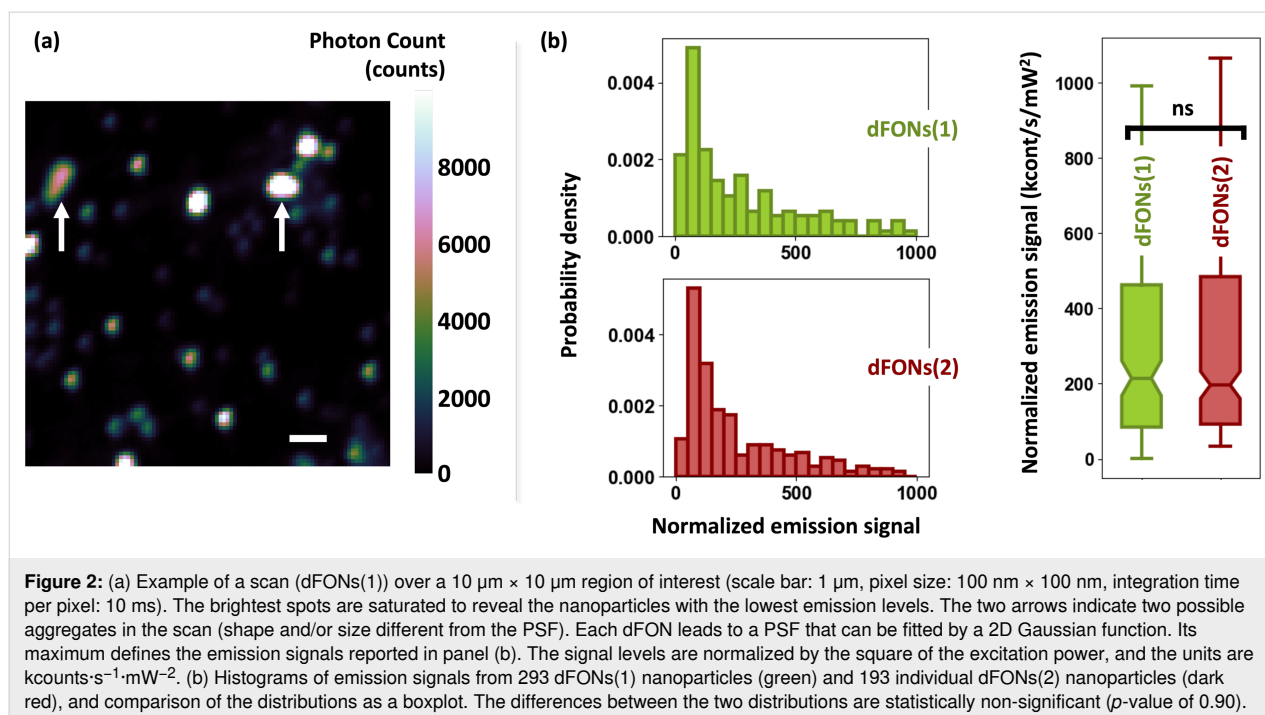 (a)
Photon Count
(counts)
8000
6000
4000
2000
0
(b)
Probability density
0.004
0.002
0.000
0
500
1000
dFONs(1)
0.004
0.002
0.000
0
500
1000
dFONs(2)
Normalized emission signal
Normalized emission signal (kcont/s/mW²)
1000
800
600
400
200
0
ns
dFONs(1)
dFONs(2)
Figure 2: (a) Example of a scan (dFONs(1)) over a 10 µm × 10 µm region of interest (scale bar: 1 µm, pixel size: 100 nm × 100 nm, integration time
per pixel: 10 ms). The brightest spots are saturated to reveal the nanoparticles with the lowest emission levels. The two arrows indicate two possible
aggregates in the scan (shape and/or size different from the PSF). Each dFON leads to a PSF that can be fitted by a 2D Gaussian function. Its
maximum defines the emission signals reported in panel (b). The signal levels are normalized by the square of the excitation power, and the units are
kcounts·s⁻¹·mW⁻². (b) Histograms of emission signals from 293 dFONs(1) nanoparticles (green) and 193 individual dFONs(2) nanoparticles (dark
red), and comparison of the distributions as a boxplot. The differences between the two distributions are statistically non-significant (p-value of 0.90).